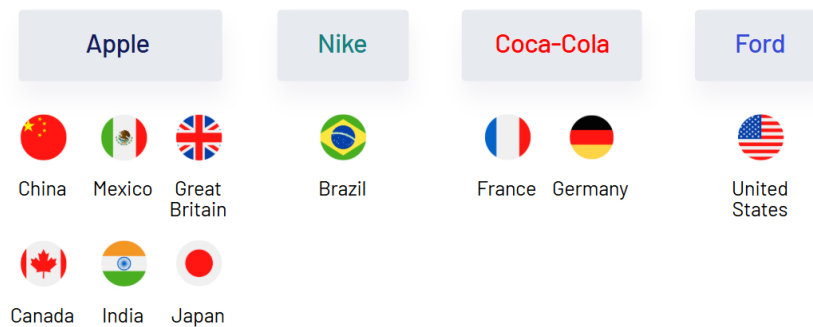 Apple
Nike
Coca-Cola
Ford
China
Mexico
Great
Britain
Brazil
France
Germany
United
States
Canada
India
Japan